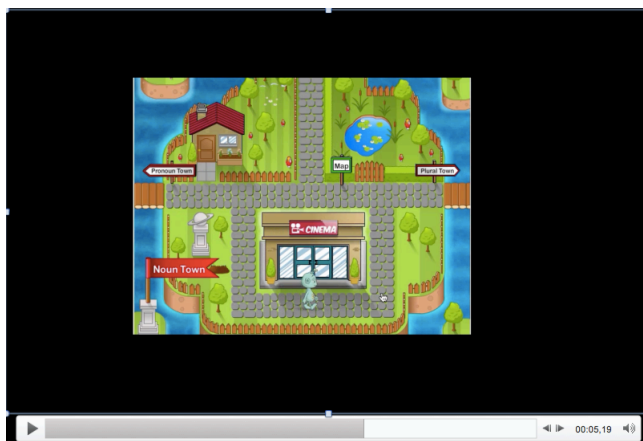 Pronoun Town
Map
Plural Town
CINEMA
Noun Town
00:05,19